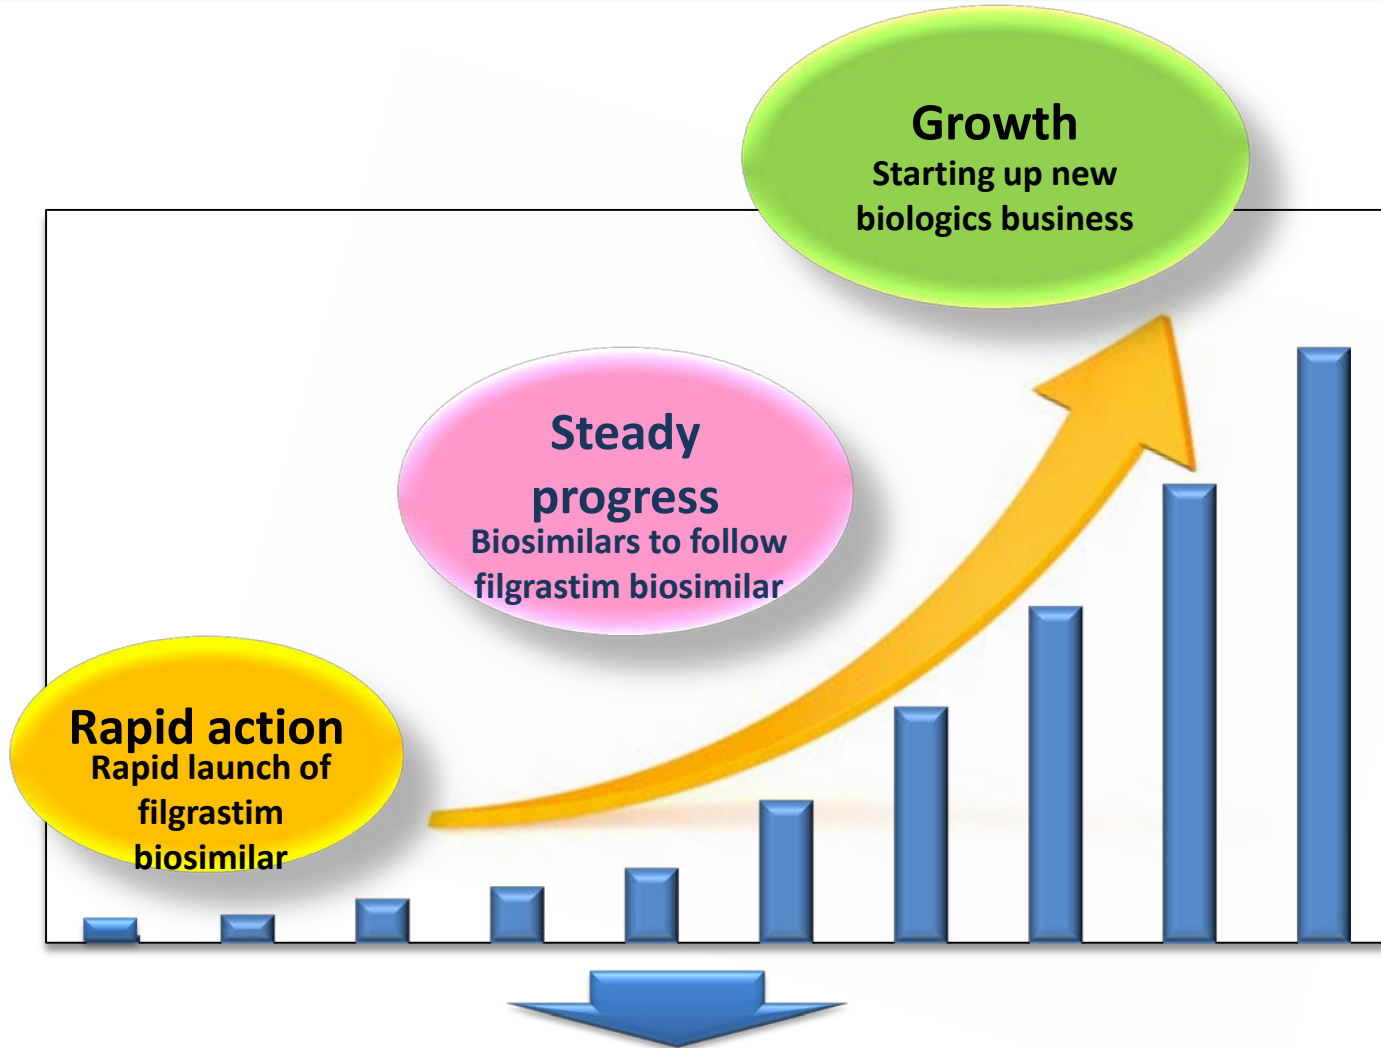 Growth
Starting up new
biologics business
Steady
progress
Biosimilars to follow
filgrastim biosimilar
Rapid action
Rapid launch of
filgrastim
biosimilar